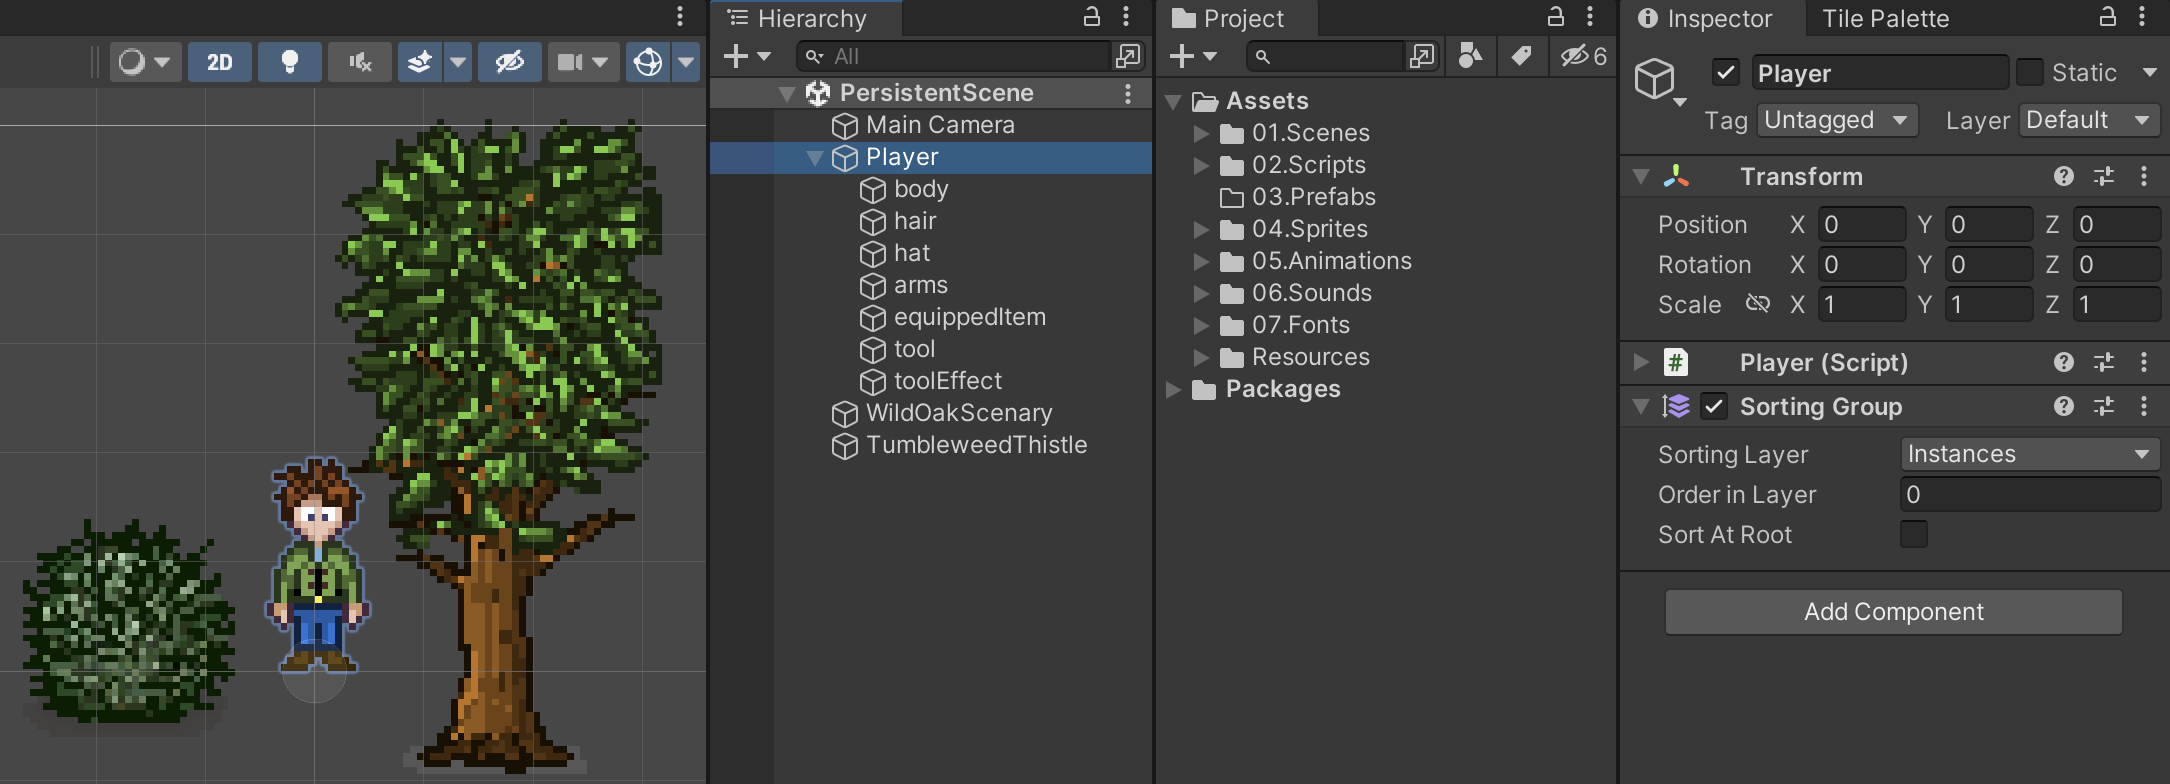 2D
Hierarchy
All
PersistentScene
Main Camera
Player
body
hair
hat
arms
equippedItem
tool
toolEffect
WildOakScenary
TumbleweedThistle
Project
6
Assets
01.Scenes
02.Scripts
03.Prefabs
04.Sprites
05.Animations
06.Sounds
07.Fonts
Resources
Packages
Inspector Tile Palette
Player Static
Tag Untagged Layer Default
Transform
Position X 0 Y 0 Z 0
Rotation X 0 Y 0 Z 0
Scale X 1 Y 1 Z 1
# Player (Script)
Sorting Group
Sorting Layer Instances
Order in Layer 0
Sort At Root
Add Component